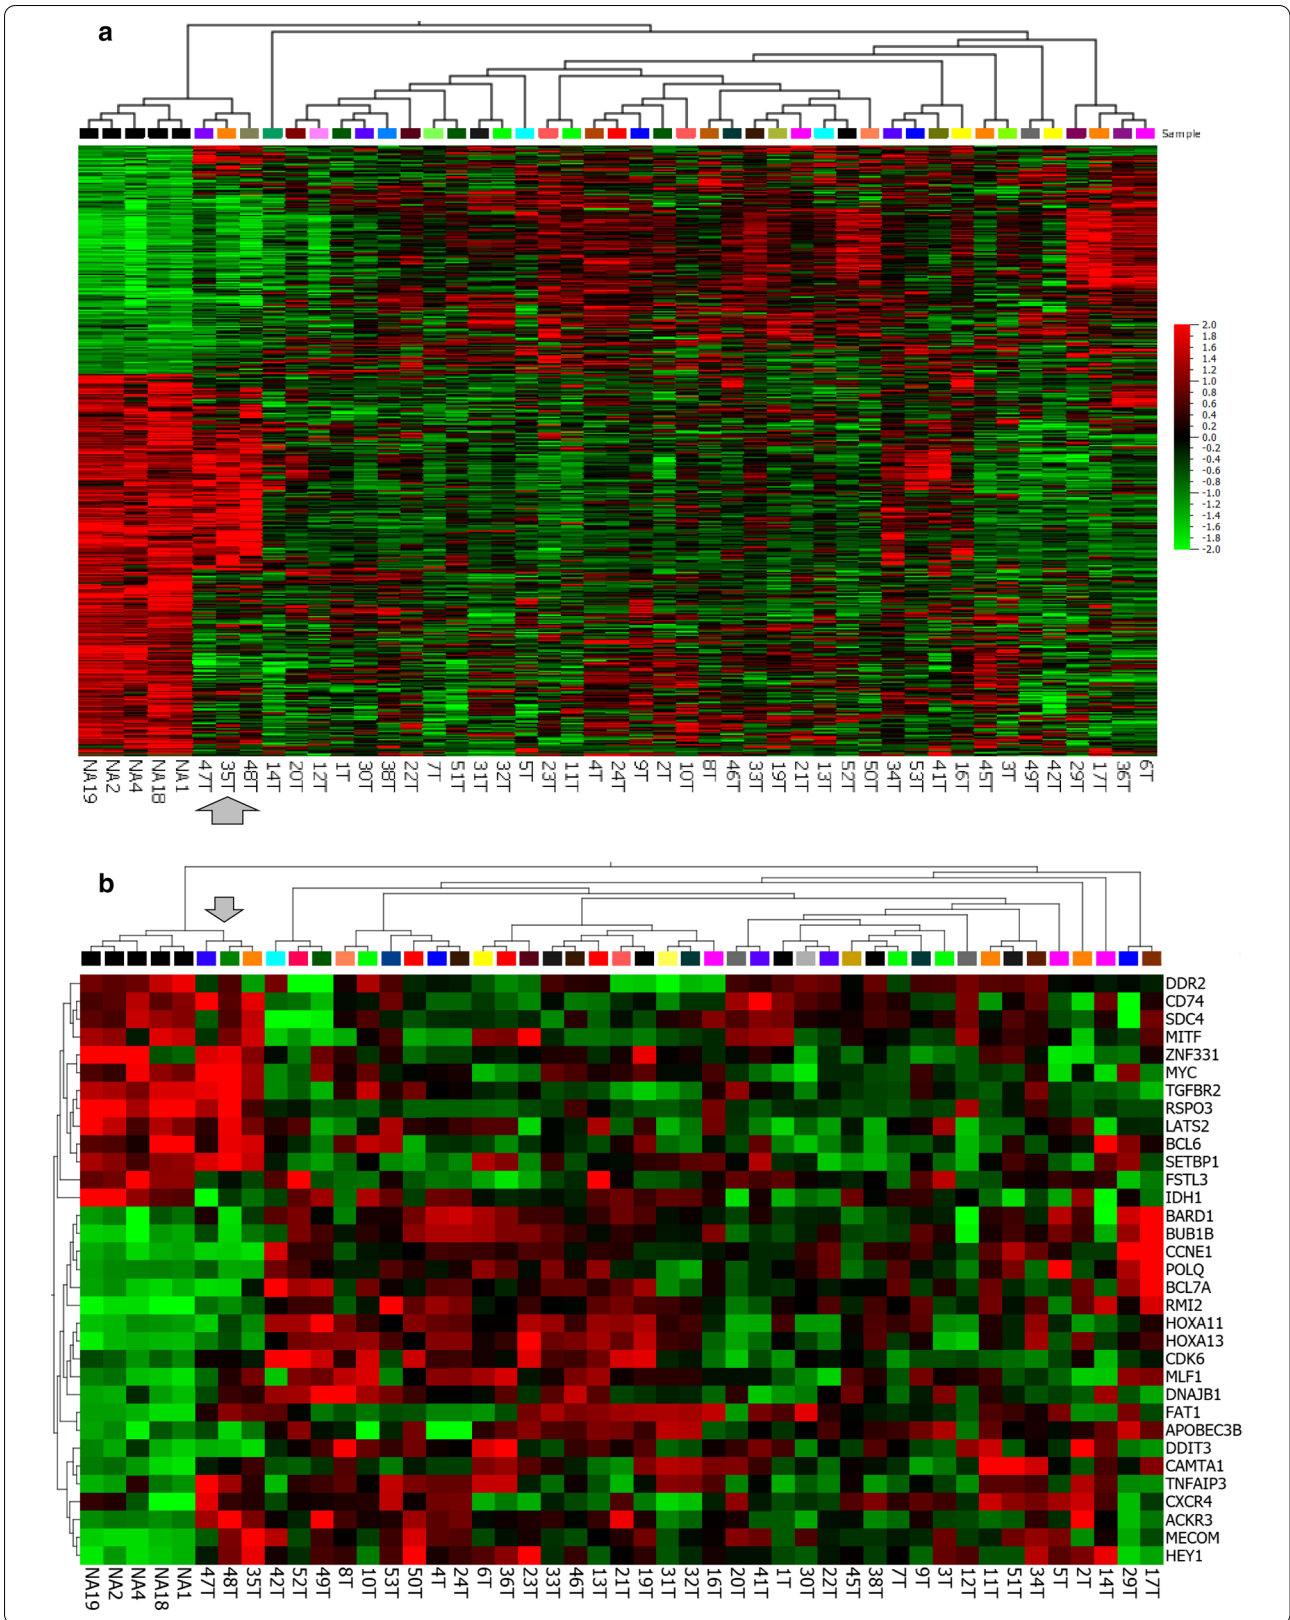 a
Sample
2.0
1.8
1.6
1.4
1.2
1.0
0.8
0.6
0.4
0.2
0.0
-0.2
-0.4
-0.6
-0.8
-1.0
-1.2
-1.4
-1.6
-1.8
-2.0
NA19 NA2 NA4 NA18 NA1 47T 35T 48T 14T 20T 12T 1T 30T 38T 22T 7T 51T 31T 32T 5T 23T 11T 4T 24T 9T 2T 10T 8T 46T 33T 19T 21T 13T 52T 50T 34T 53T 41T 16T 45T 3T 49T 42T 29T 17T 36T 6T
b
DDR2
CD74
SDC4
MITF
ZNF331
MYC
TGFBR2
RSPO3
LATS2
BCL6
SETBP1
FSTL3
IDH1
BARD1
BUB1B
CCNE1
POLQ
BCL7A
RMI2
HOXA11
HOXA13
CDK6
MLF1
DNAJB1
FAT1
APOBEC3B
DDIT3
CAMTA1
TNFAIP3
CXCR4
ACKR3
MECOM
HEY1
NA19 NA2 NA4 NA18 NA1 47T 48T 35T 42T 52T 49T 8T 10T 53T 50T 4T 24T 6T 36T 23T 33T 46T 13T 21T 19T 31T 32T 16T 20T 41T 1T 30T 22T 45T 38T 7T 9T 3T 12T 11T 51T 34T 5T 2T 14T 29T 17T